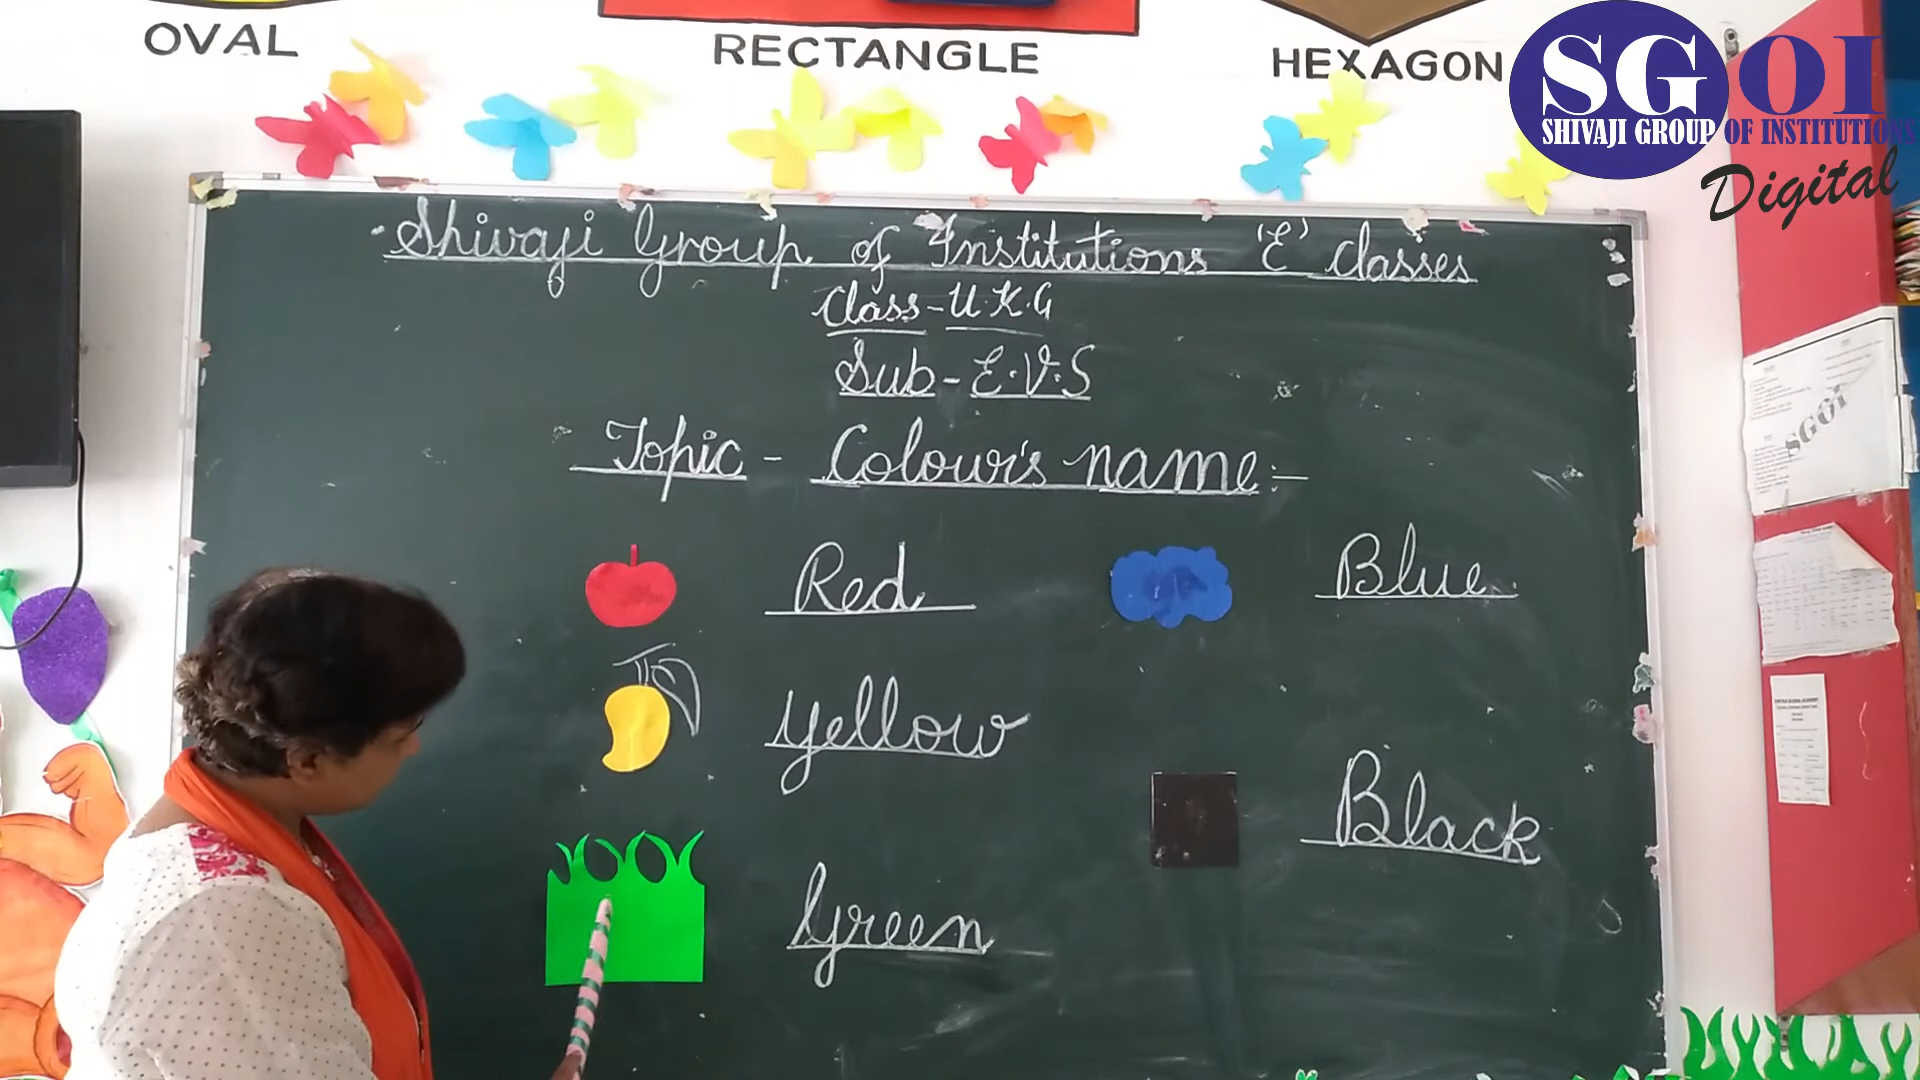 OVAL
RECTANGLE
HEXAGON
SGOI
SHIVAJI GROUP OF INSTITUTIONS
Digital
Shivaji Group of Institutions 'E' classes
Class-U.K.G
Sub-E.V.S
Topic - Colour's name:-
Red
Blue
yellow
Black
Green
SGOI